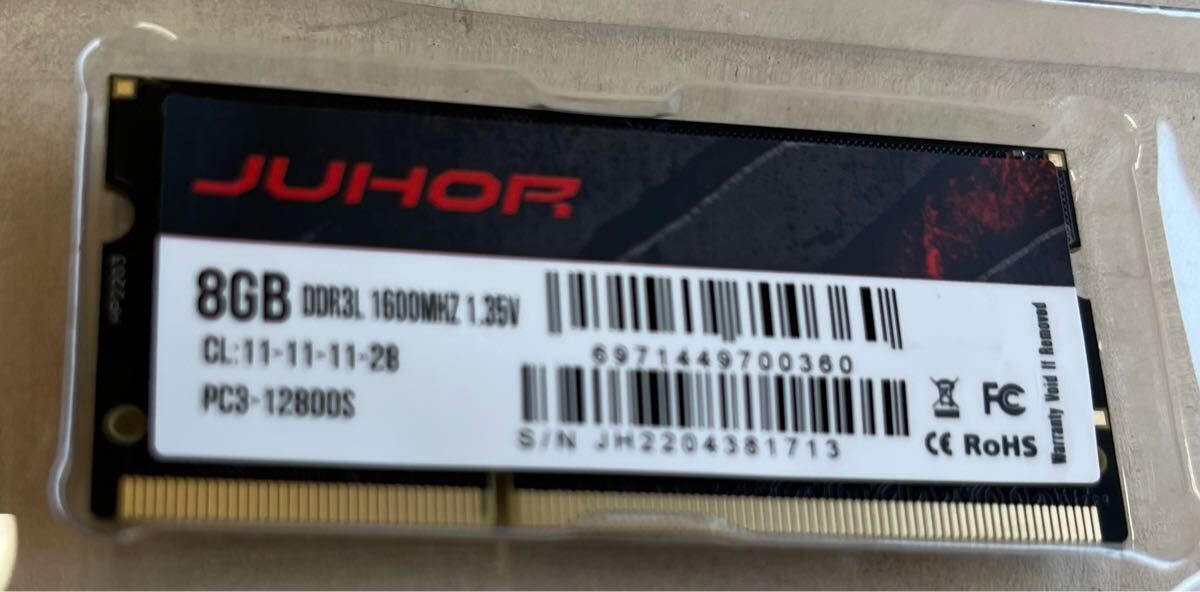 JUHOR
8GB DDR3L 1600MHZ 1.35V
CL:11-11-11-28
PC3-12800S
6971449700360
S/N JH2204381713
FC
CE RoHS
Warranty Void If Removed